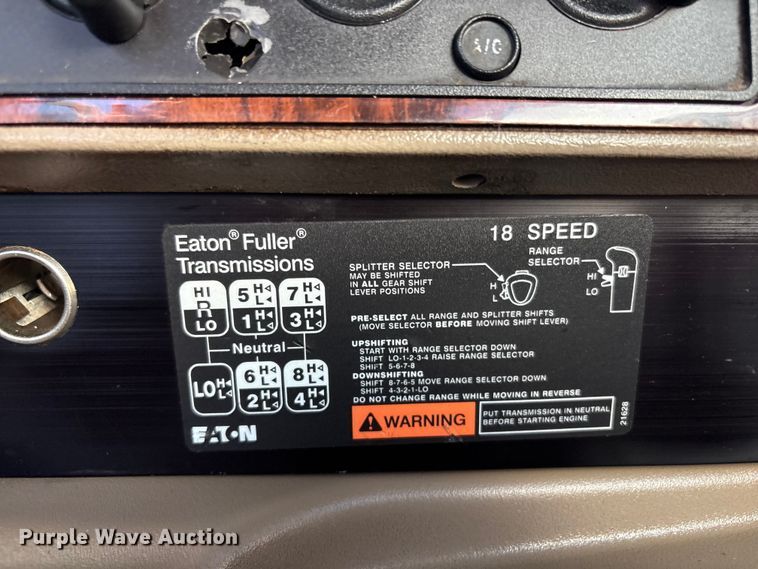 A/C
Eaton® Fuller®
Transmissions
18 SPEED
SPLITTER SELECTOR
MAY BE SHIFTED
IN ALL GEAR SHIFT
LEVER POSITIONS
H
L
RANGE
SELECTOR
HI
LO
HI
R
LO
5 H L
1 H L
7 H L
3 H L
Neutral
LO H L
6 H L
2 H L
8 H L
4 H L
PRE-SELECT ALL RANGE AND SPLITTER SHIFTS
(MOVE SELECTOR BEFORE MOVING SHIFT LEVER)
UPSHIFTING
START WITH RANGE SELECTOR DOWN
SHIFT LO-1-2-3-4 RAISE RANGE SELECTOR
SHIFT 5-6-7-8
DOWNSHIFTING
SHIFT 8-7-6-5 MOVE RANGE SELECTOR DOWN
SHIFT 4-3-2-1-LO
DO NOT CHANGE RANGE WHILE MOVING IN REVERSE
WARNING
PUT TRANSMISSION IN NEUTRAL
BEFORE STARTING ENGINE
21628
EATON
Purple Wave Auction